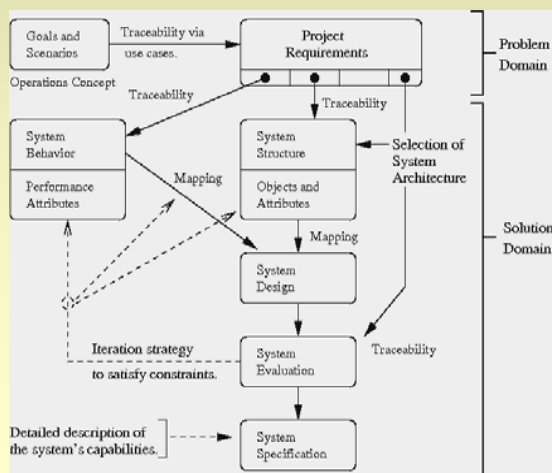 Goals and
Scenarios
Traceability via
use cases.
Project
Requirements
Problem
Domain
Operations Concept
Traceability
Traceability
System
Behavior
Performance
Attributes
Mapping
System
Structure
Objects and
Attributes
Selection of
System
Architecture
Mapping
Solution
Domain
System
Design
Iteration strategy
to satisfy constraints.
System
Evaluation
Traceability
Detailed description of
the system's capabilities.
System
Specification